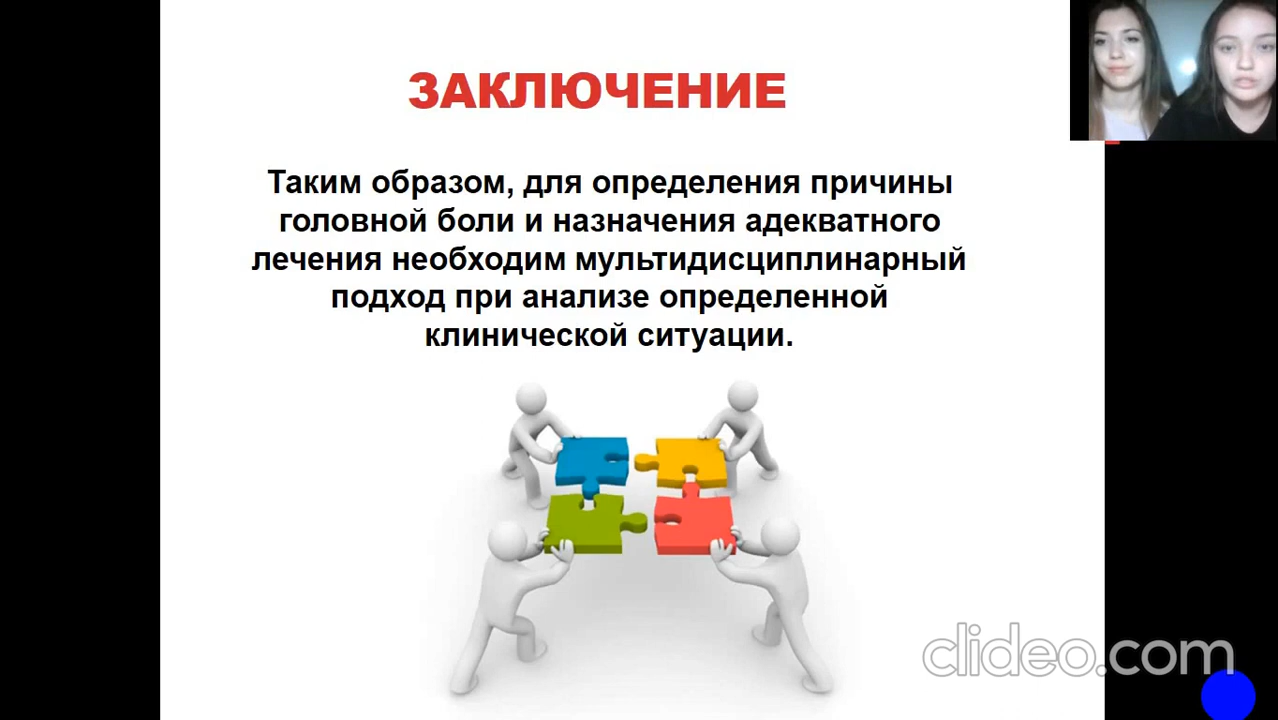 ЗАКЛЮЧЕНИЕ
Таким образом, для определения причины
головной боли и назначения адекватного
лечения необходим мультидисциплинарный
подход при анализе определенной
клинической ситуации.
clideo.com